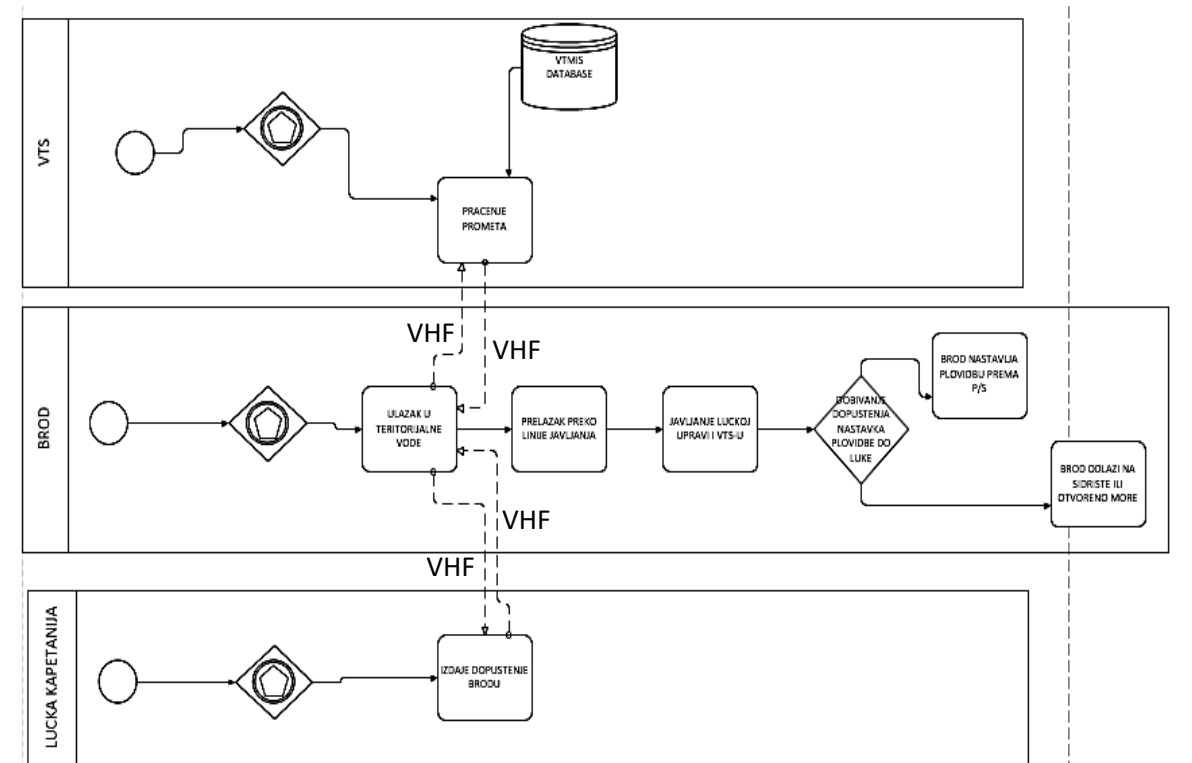 VTS
VTMIS
DATABASE
PRACENJE
PROMETA
VHF
VHF
BROD
ULAZAK U
TERITORIJALNE
VODE
PRELAZAK PREKO
LINIJE JAVLJANJA
JAVLJANJE LUCKOJ
UPRAVI I VTS-U
DOBIVANJE
DOPUSTENJA
NASTAVKA
PLOVIDBE DO
LUKE
BROD NASTAVLJA
PLOVIDBU PREMA
P/S
BROD ODLAZI NA
SIDRISTE ILI
OTVORENO MORE
VHF
VHF
LUCKA KAPETANIJA
IZDAJE DOPUSTENJE
BRODU